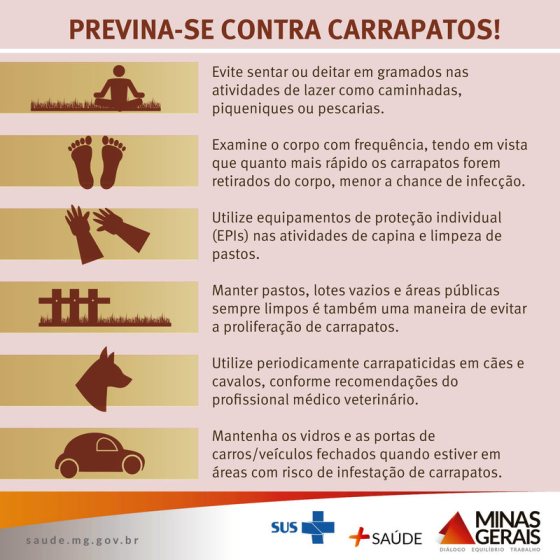 PREVINA-SE CONTRA CARRAPATOS!
Evite sentar ou deitar em gramados nas
atividades de lazer como caminhadas,
piqueniques ou pescarias.
Examine o corpo com frequência, tendo em vista
que quanto mais rápido os carrapatos forem
retirados do corpo, menor a chance de infecção.
Utilize equipamentos de proteção individual
(EPIs) nas atividades de capina e limpeza de
pastos.
Manter pastos, lotes vazios e áreas públicas
sempre limpos é também uma maneira de evitar
a proliferação de carrapatos.
Utilize periodicamente carrapaticidas em cães e
cavalos, conforme recomendações do
profissional médico veterinário.
Mantenha os vidros e as portas de
carros/veículos fechados quando estiver em
áreas com risco de infestação de carrapatos.
saude.mg.gov.br
SUS
+SAÚDE
MINAS
GERAIS
DIÁLOGO EQUILÍBRIO TRABALHO